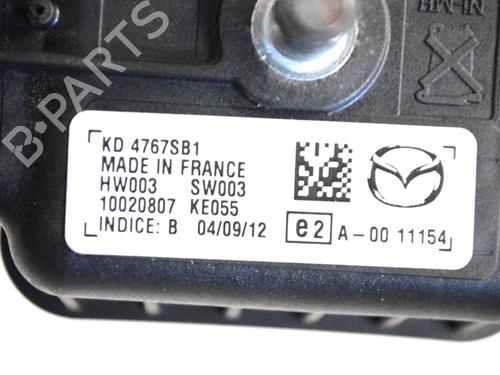 B-PARTS
NI-MH
KD 4767SB1
MADE IN FRANCE
HW003 SW003
10020807 KE055
INDICE: B 04/09/12 e2 A-00 11154